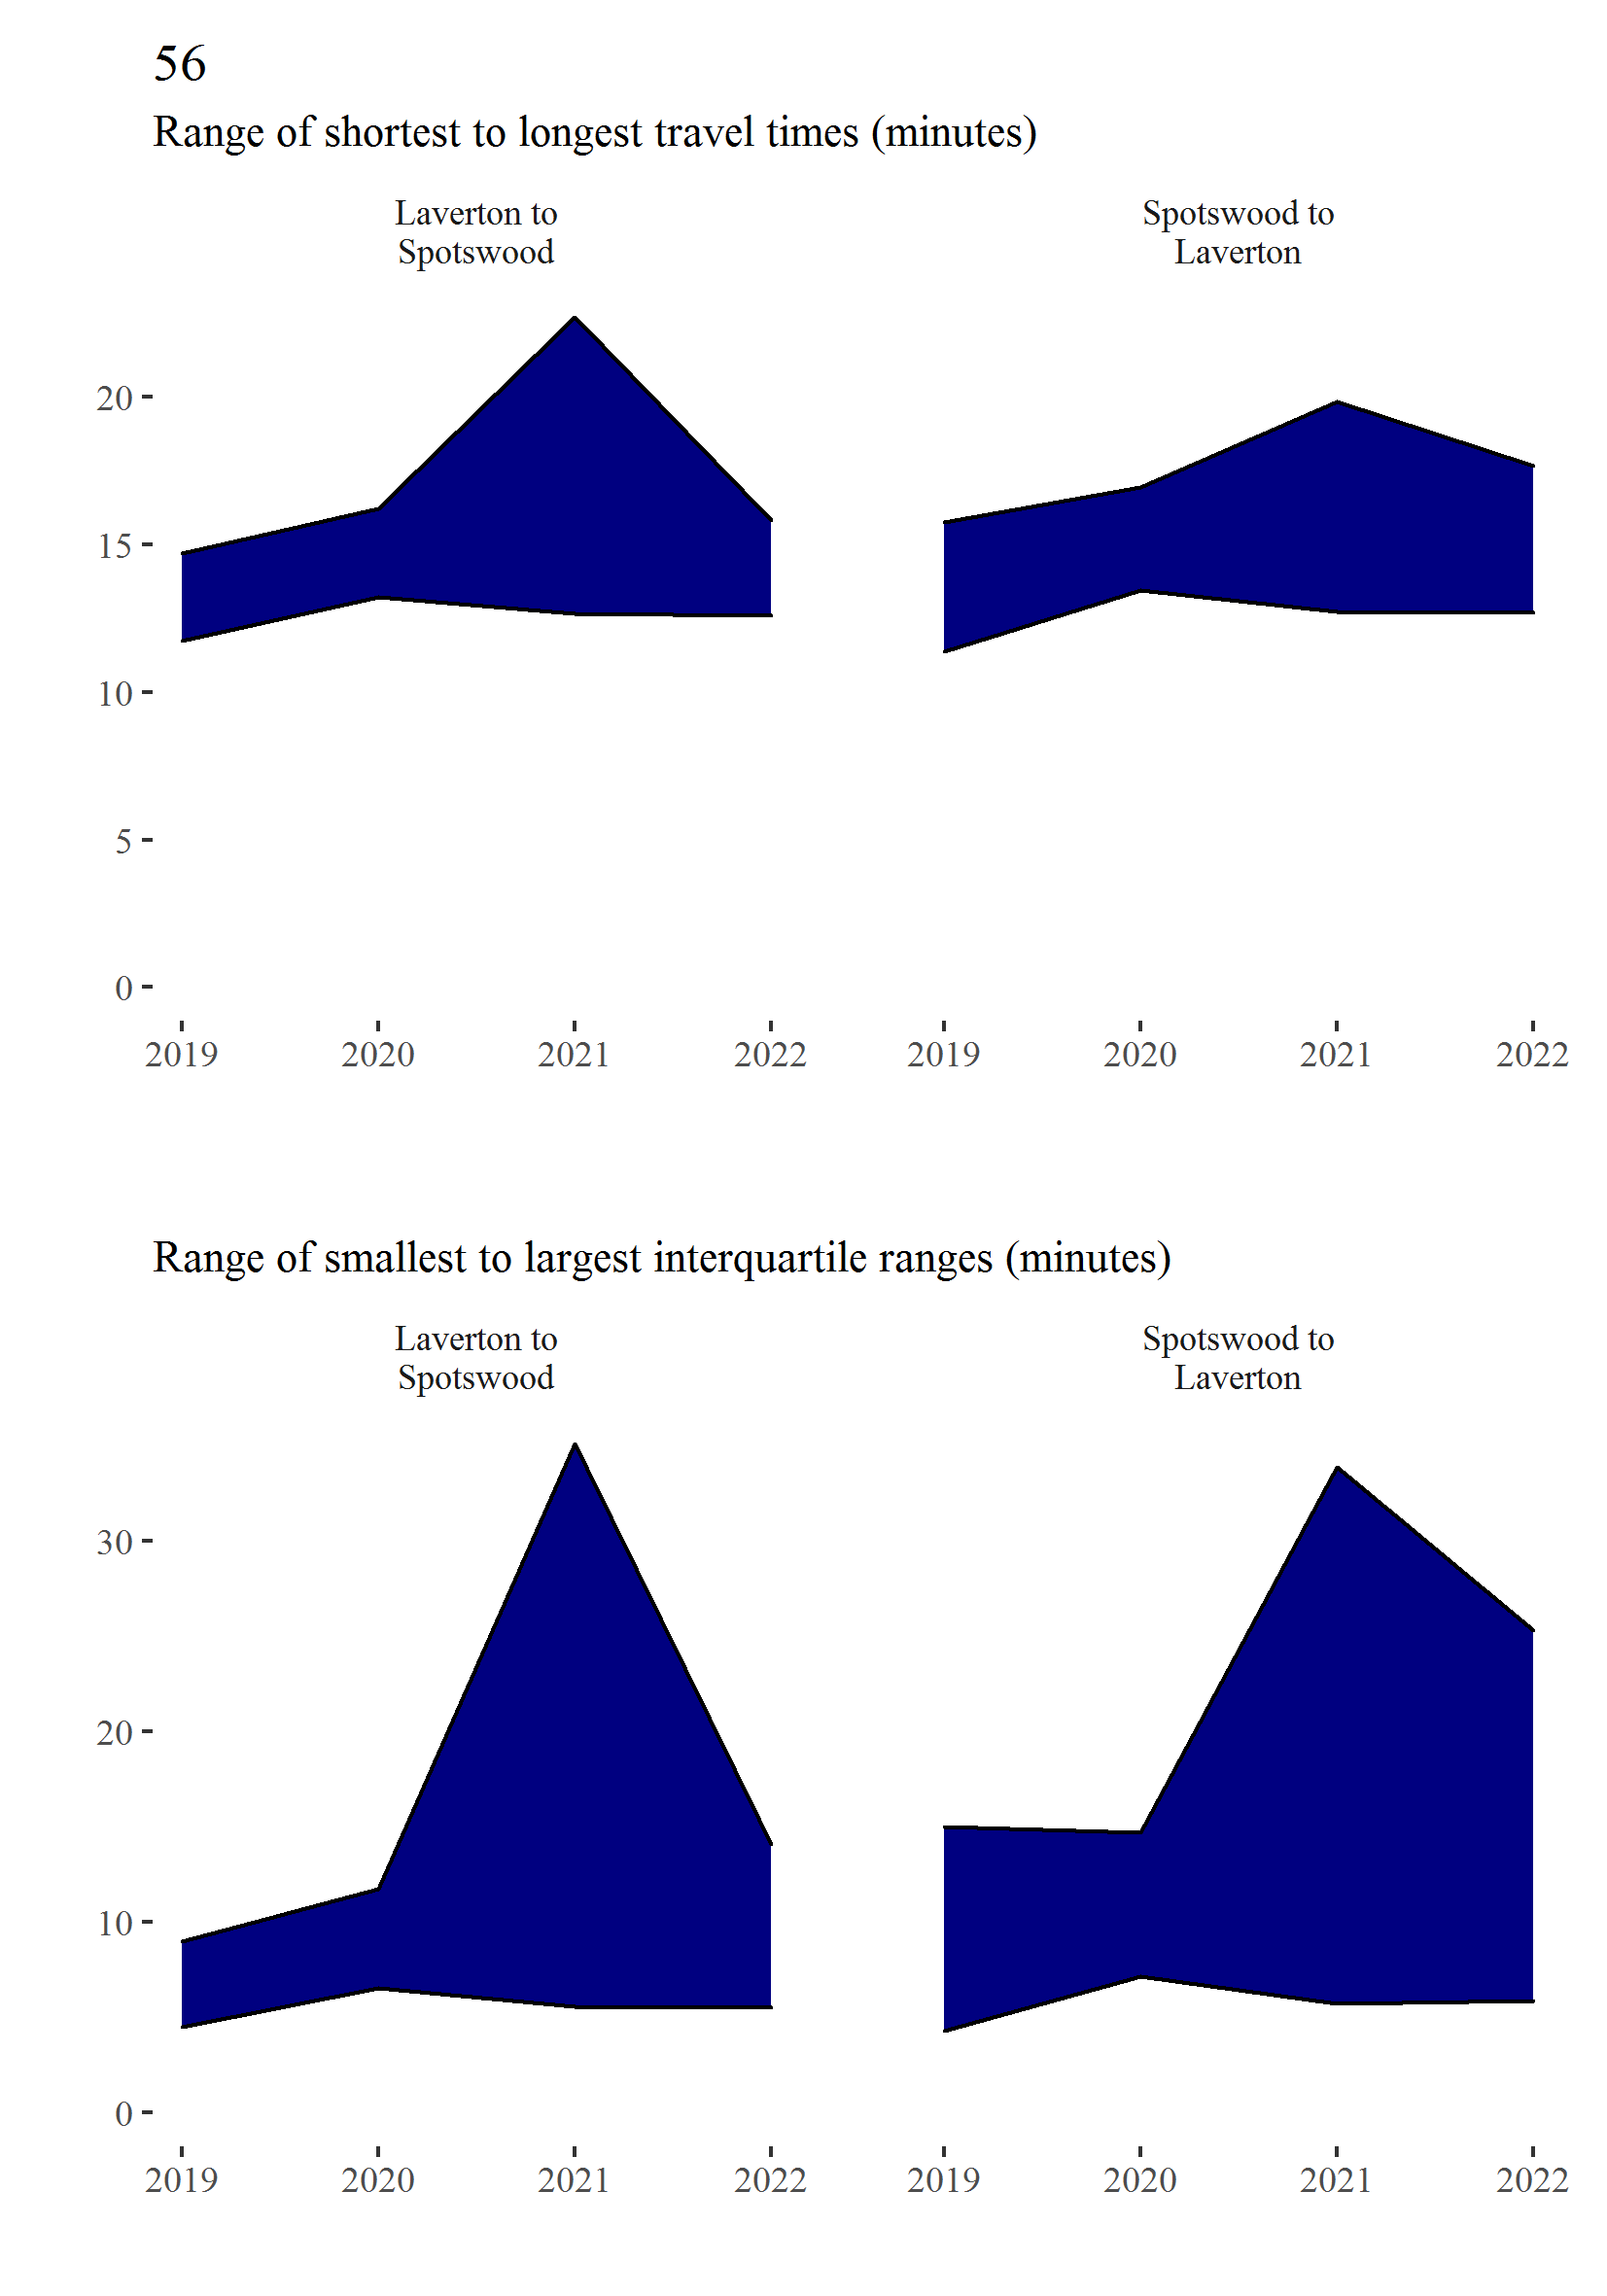 56
Range of shortest to longest travel times (minutes)
Laverton to
Spotswood
Spotswood to
Laverton
20
15
10
5
0
2019 2020 2021 2022 2019 2020 2021 2022
Range of smallest to largest interquartile ranges (minutes)
Laverton to
Spotswood
Spotswood to
Laverton
30
20
10
0
2019 2020 2021 2022 2019 2020 2021 2022